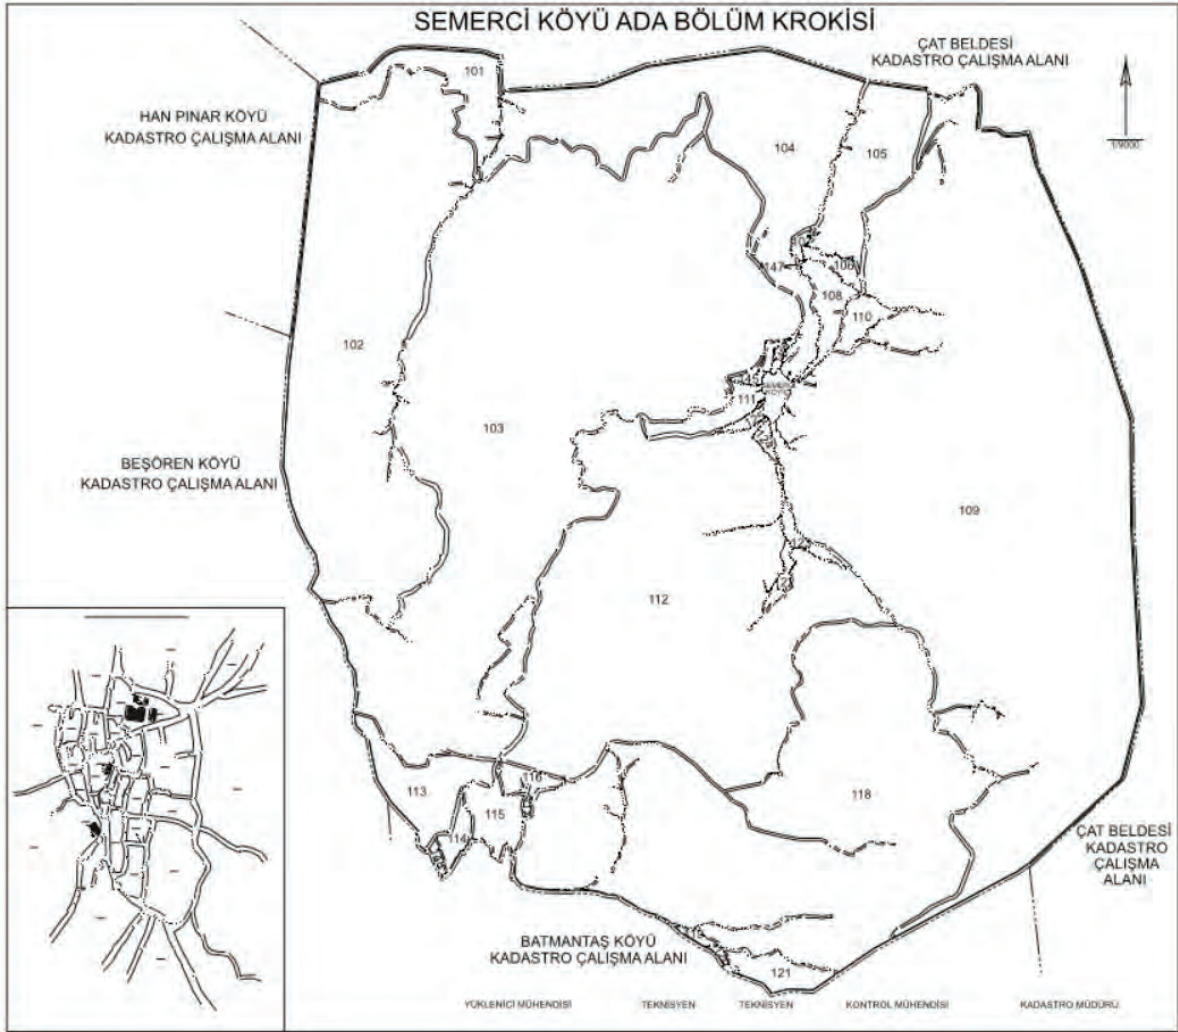 SEMERCİ KÖYÜ ADA BÖLÜM KROKİSİ
ÇAT BELDESİ
KADASTRO ÇALIŞMA ALANI
101
HAN PINAR KÖYÜ
KADASTRO ÇALIŞMA ALANI
1/9000
104
105
147
106
108
110
102
111
103
BEŞÖREN KÖYÜ
KADASTRO ÇALIŞMA ALANI
109
112
116
113
115
114
118
ÇAT BELDESİ
KADASTRO
ÇALIŞMA
ALANI
BATMANTAŞ KÖYÜ
KADASTRO ÇALIŞMA ALANI
121
YÜKLENİCİ MÜHENDİSİ TEKNİSYEN TEKNİSYEN KONTROL MÜHENDİSİ KADASTRO MÜDÜRÜ